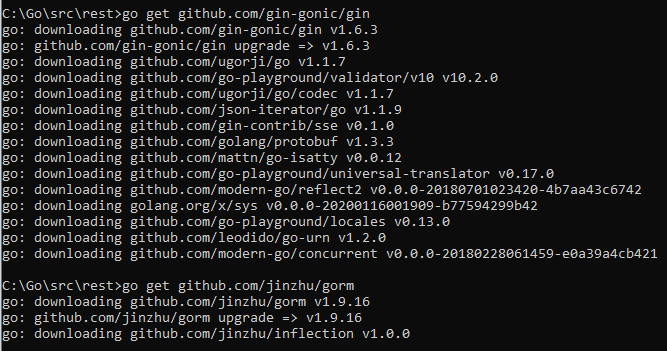 C:\Go\src\rest>go get github.com/gin-gonic/gin
go: downloading github.com/gin-gonic/gin v1.6.3
go: github.com/gin-gonic/gin upgrade => v1.6.3
go: downloading github.com/ugorji/go v1.1.7
go: downloading github.com/go-playground/validator/v10 v10.2.0
go: downloading github.com/ugorji/go/codec v1.1.7
go: downloading github.com/json-iterator/go v1.1.9
go: downloading github.com/gin-contrib/sse v0.1.0
go: downloading github.com/golang/protobuf v1.3.3
go: downloading github.com/mattn/go-isatty v0.0.12
go: downloading github.com/go-playground/universal-translator v0.17.0
go: downloading github.com/modern-go/reflect2 v0.0.0-20180701023420-4b7aa43c6742
go: downloading golang.org/x/sys v0.0.0-20200116001909-b77594299b42
go: downloading github.com/go-playground/locales v0.13.0
go: downloading github.com/leodido/go-urn v1.2.0
go: downloading github.com/modern-go/concurrent v0.0.0-20180228061459-e0a39a4cb421
C:\Go\src\rest>go get github.com/jinzhu/gorm
go: downloading github.com/jinzhu/gorm v1.9.16
go: github.com/jinzhu/gorm upgrade => v1.9.16
go: downloading github.com/jinzhu/inflection v1.0.0